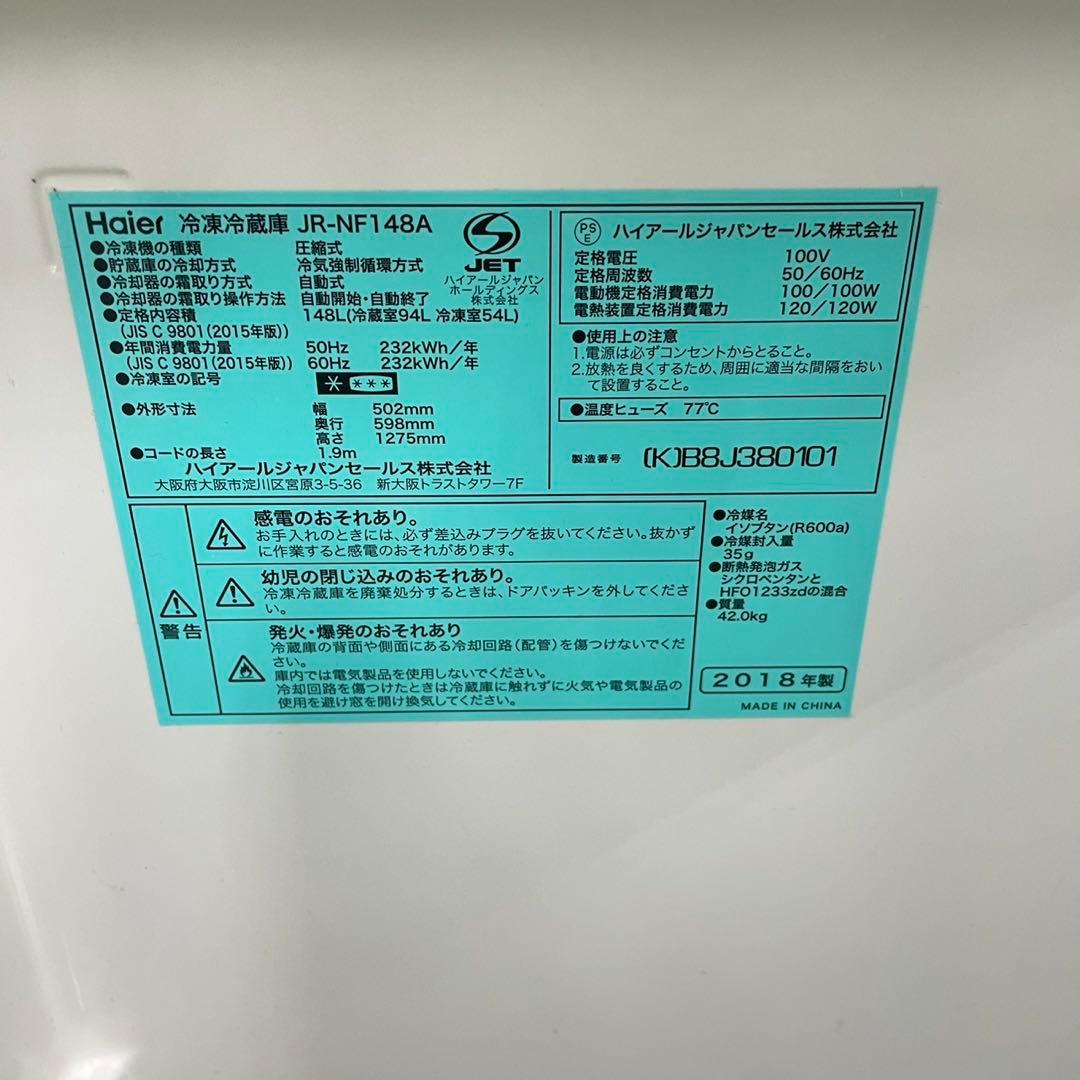 Haier 冷凍冷蔵庫 JR-NF148A
●冷凍機の種類 圧縮式
●貯蔵庫の冷却方式 冷気強制循環方式
●冷却器の霜取り方式 自動式
●冷却器の霜取り操作方法 自動開始・自動終了
●定格内容積 148L(冷蔵室94L 冷凍室54L)
(JIS C 9801(2015年版))
●年間消費電力量 50Hz 232kWh/年
(JIS C 9801(2015年版)) 60Hz 232kWh/年
●冷凍室の記号
●外形寸法 幅 502mm
奥行 598mm
高さ 1275mm
●コードの長さ 1.9m
ハイアールジャパンセールス株式会社
大阪府大阪市淀川区宮原3-5-36 新大阪トラストタワー7F
S
JET
ハイアールジャパン
ホールディングス
株式会社
PS
E
ハイアールジャパンセールス株式会社
定格電圧 100V
定格周波数 50/60Hz
電動機定格消費電力 100/100W
電熱装置定格消費電力 120/120W
●使用上の注意
1.電源は必ずコンセントからとること。
2.放熱を良くするため、周囲に適当な間隔をおい
て設置すること。
●温度ヒューズ 77℃
製造番号 (K)B8J380101
警告
感電のおそれあり。
お手入れのときには、必ず差込みプラグを抜いてください。抜かず
に作業すると感電のおそれがあります。
幼児の閉じ込めのおそれあり。
冷凍冷蔵庫を廃棄処分するときは、ドアパッキンを外してくださ
い。
発火・爆発のおそれあり
冷蔵庫の背面や側面にある冷却回路(配管)を傷つけないでくだ
さい。
庫内では電気製品を使用しないでください。
冷却回路を傷つけたときは冷蔵庫に触れずに火気や電気製品の
使用を避け窓を開け換気してください。
●冷媒名
イソブタン(R600a)
●冷媒封入量
35g
●断熱発泡ガス
シクロペンタンと
HFO1233zdの混合
●質量
42.0kg
2018年製
MADE IN CHINA